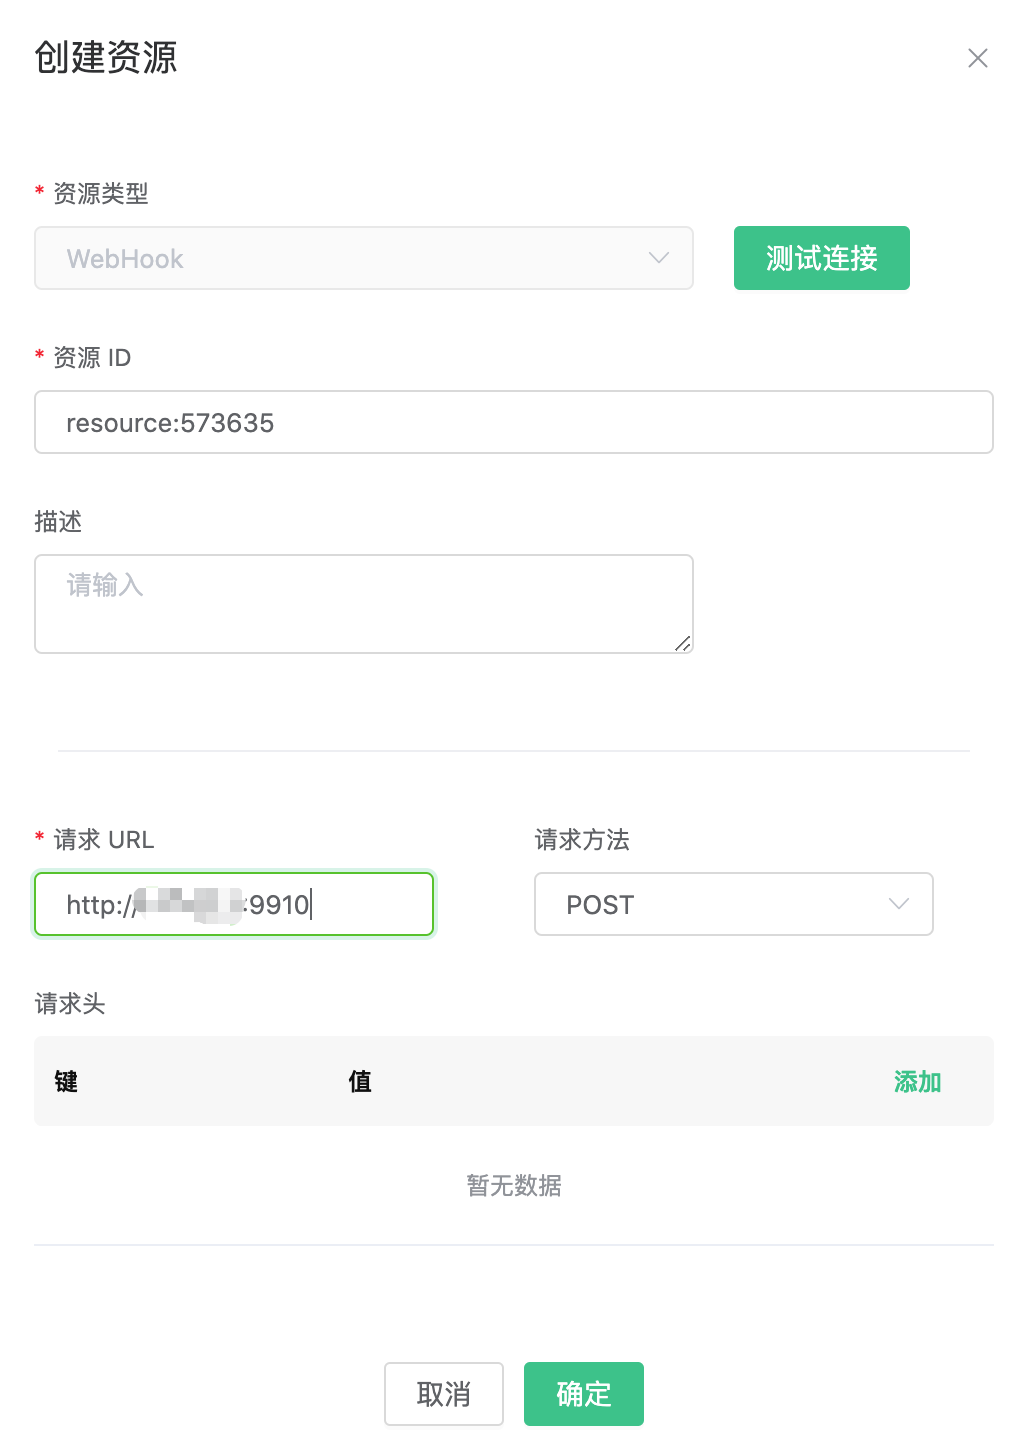 创建资源
* 资源类型
WebHook
测试连接
* 资源 ID
resource:573635
描述
请输入
* 请求 URL
请求方法
http://:9910
POST
请求头
键 值 添加
暂无数据
取消 确定